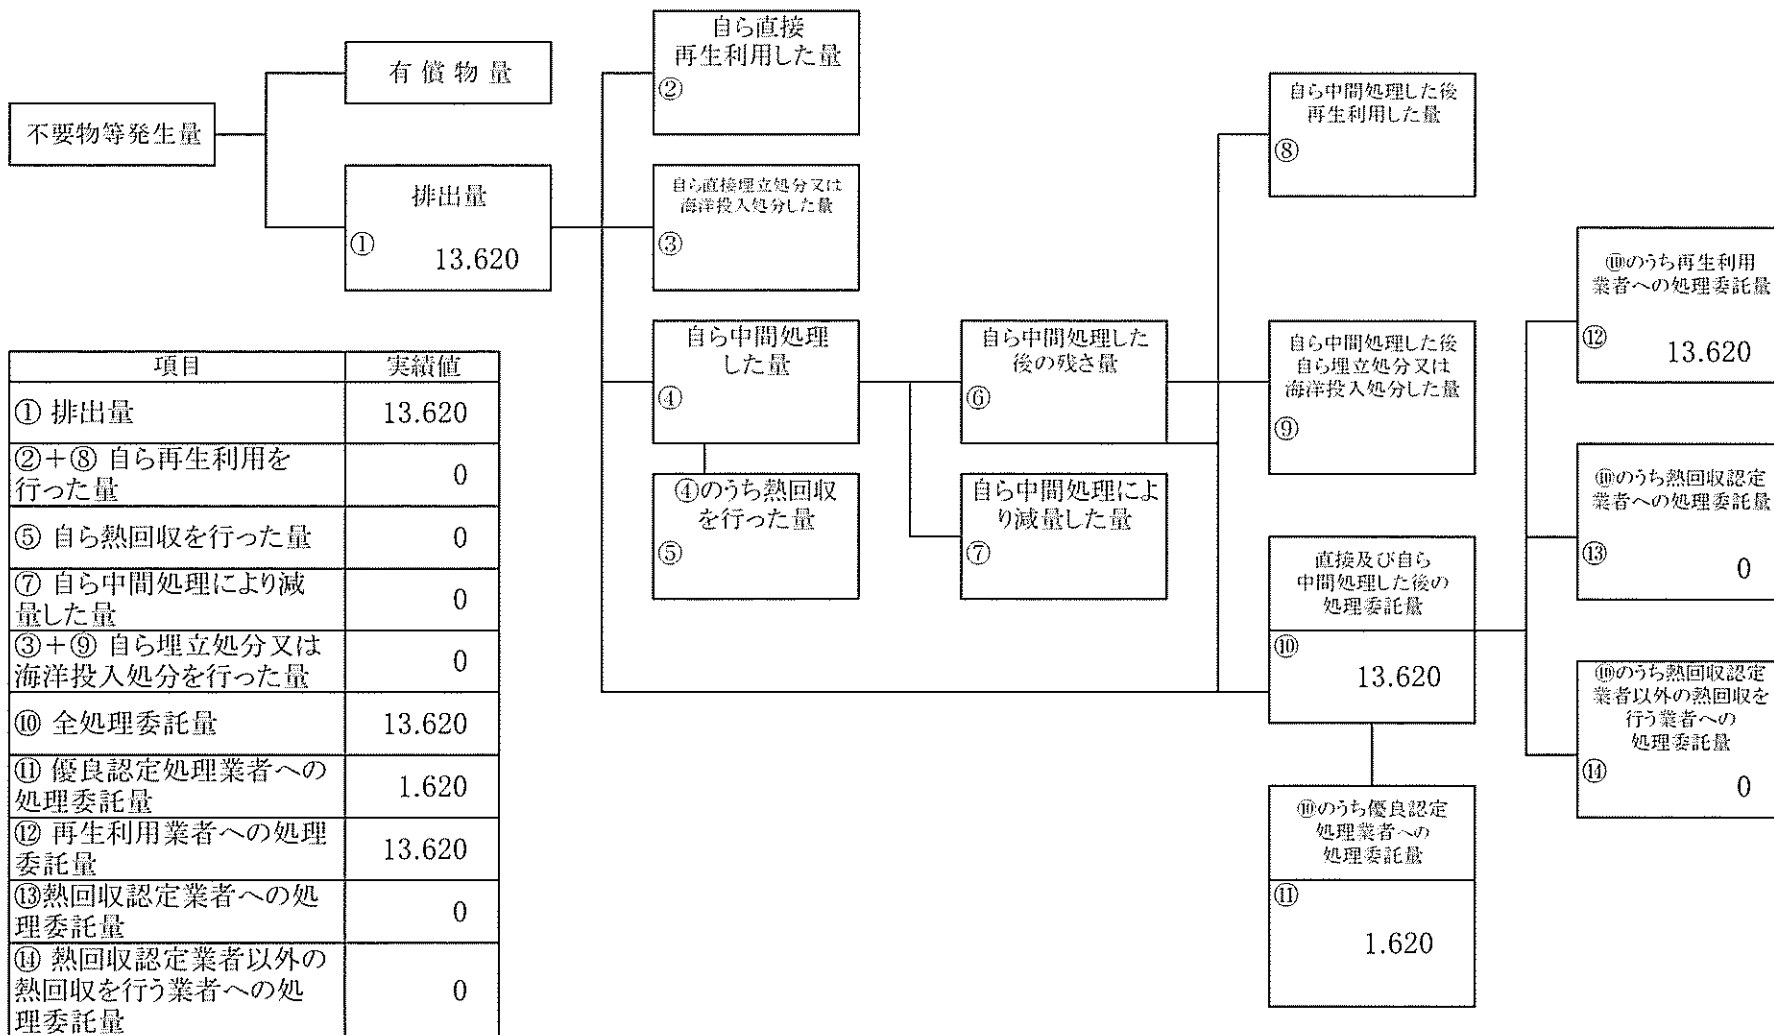 不要物等発生量
有償物量
排出量
①
13.620
自ら直接
再生利用した量
②
自ら直接埋立処分又は
海洋投入処分した量
③
自ら中間処理
した量
④
④のうち熱回収
を行った量
⑤
自ら中間処理した
後の残さ量
⑥
自ら中間処理によ
り減量した量
⑦
自ら中間処理した後
再生利用した量
⑧
自ら中間処理した後
自ら埋立処分又は
海洋投入処分した量
⑨
直接及び自ら
中間処理した後の
処理委託量
⑩
13.620
⑩のうち優良認定
処理業者への
処理委託量
⑪
1.620
⑩のうち再生利用
業者への処理委託量
⑫
13.620
⑩のうち熱回収認定
業者への処理委託量
⑬
0
⑩のうち熱回収認定
業者以外の熱回収を
行う業者への
処理委託量
⑭
0
項目 実績値
① 排出量 13.620
②+⑧ 自ら再生利用を
行った量 0
⑤ 自ら熱回収を行った量 0
⑦ 自ら中間処理により減
量した量 0
③+⑨ 自ら埋立処分又は
海洋投入処分を行った量 0
⑩ 全処理委託量 13.620
⑪ 優良認定処理業者への
処理委託量 1.620
⑫ 再生利用業者への処理
委託量 13.620
⑬熱回収認定業者への処
理委託量 0
⑭ 熱回収認定業者以外の
熱回収を行う業者への処
理委託量 0